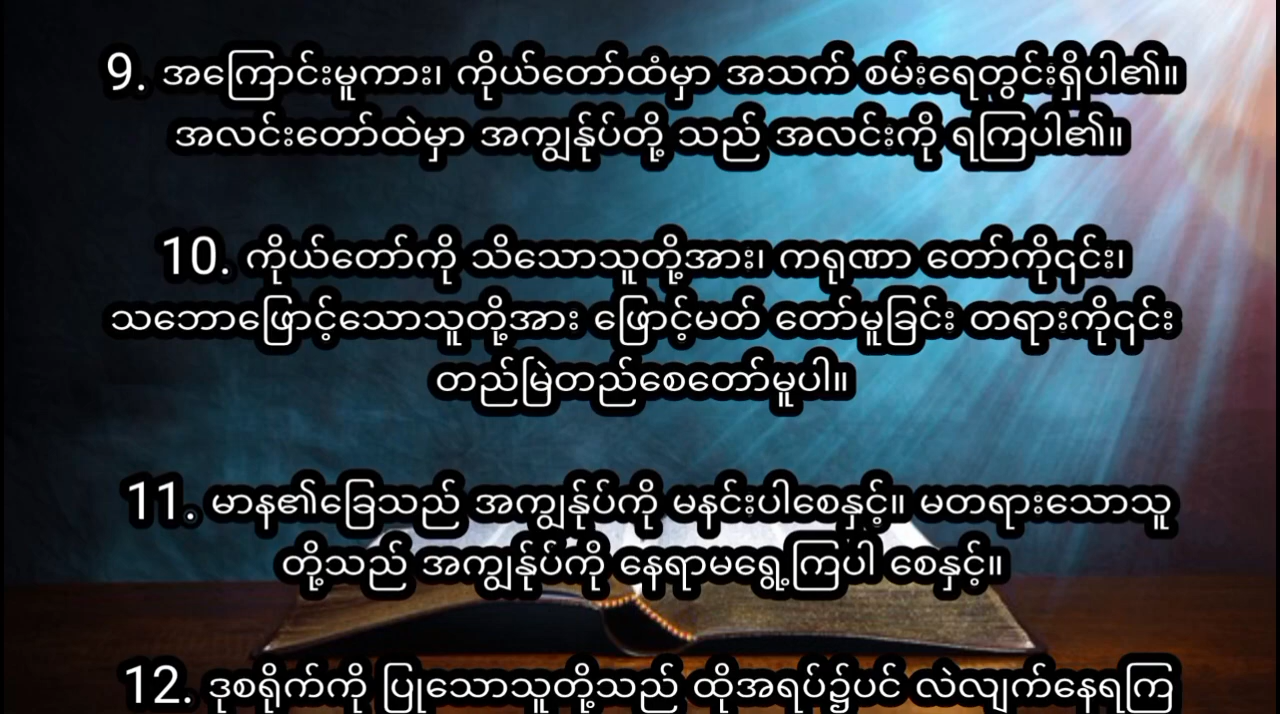 9. အကြောင်းမူကား၊ ကိုယ်တော်ထံမှာ အသက် စမ်းရေတွင်းရှိပါ၏။
အလင်းတော်ထဲမှာ အကျွန်ုပ်တို့ သည် အလင်းကို ရကြပါ၏။
10. ကိုယ်တော်ကို သိသောသူတို့အား၊ ကရုဏာ တော်ကို၎င်း၊
သဘောဖြောင့်သောသူတို့အား ဖြောင့်မတ် တော်မူခြင်း တရားကို၎င်း
တည်မြဲတည်စေတော်မူပါ။
11. မာန၏ခြေသည် အကျွန်ုပ်ကို မနင်းပါစေနှင့်။ မတရားသောသူ
တို့သည် အကျွန်ုပ်ကို နေရာမရွေ့ကြပါ စေနှင့်။
12. ဒုစရိုက်ကို ပြုသောသူတို့သည် ထိုအရပ်၌ပင် လဲလျက်နေရကြ